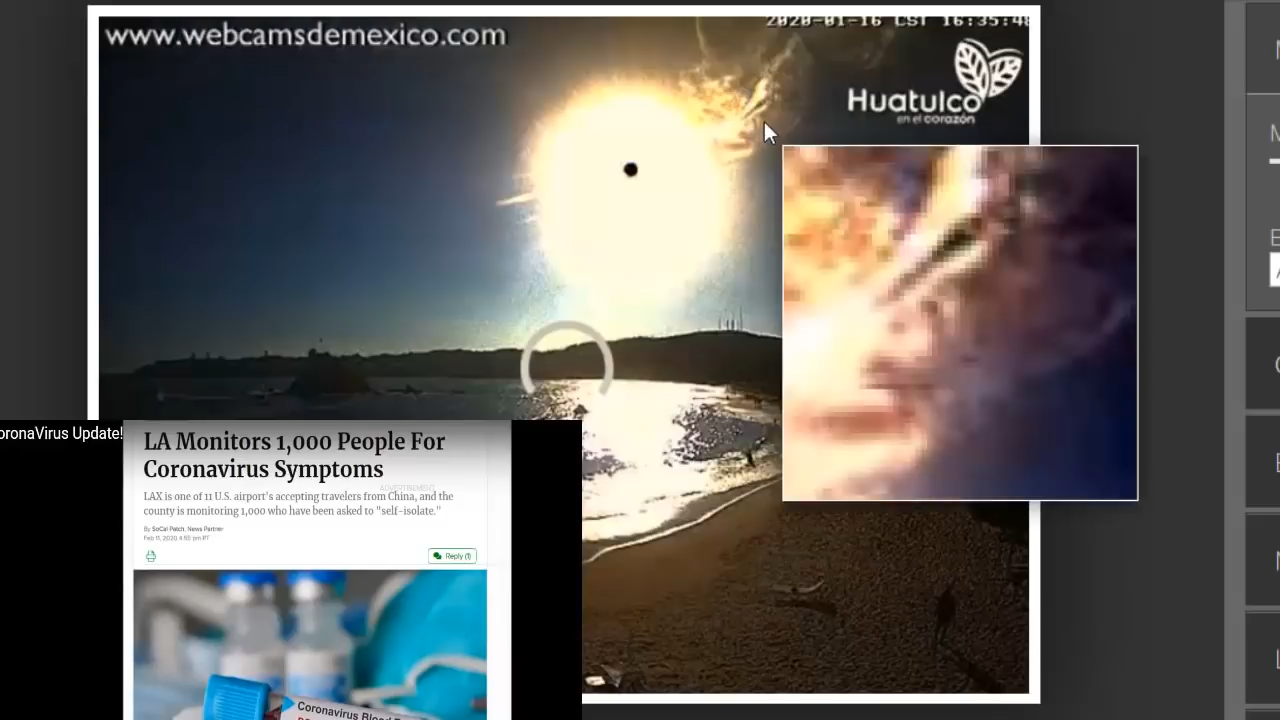 www.webcamsdemexico.com
2020-01-16 CST 16:35:48
Huatulco
en el corazón
oronaVirus Update!
LA Monitors 1,000 People For
Coronavirus Symptoms
ADVERTISEMENT
LAX is one of 11 U.S. airport's accepting travelers from China, and the
county is monitoring 1,000 who have been asked to "self-isolate."
By SoCal Patch, News Partner
Feb 11, 2020 4:55 pm PT
Reply (1)
Coronavirus Blood